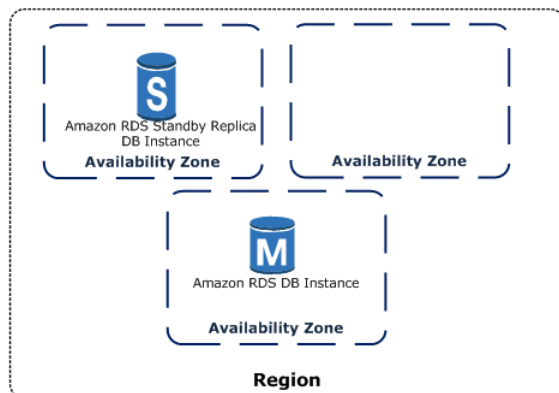 S
Amazon RDS Standby Replica
DB Instance
Availability Zone
Availability Zone
M
Amazon RDS DB Instance
Availability Zone
Region